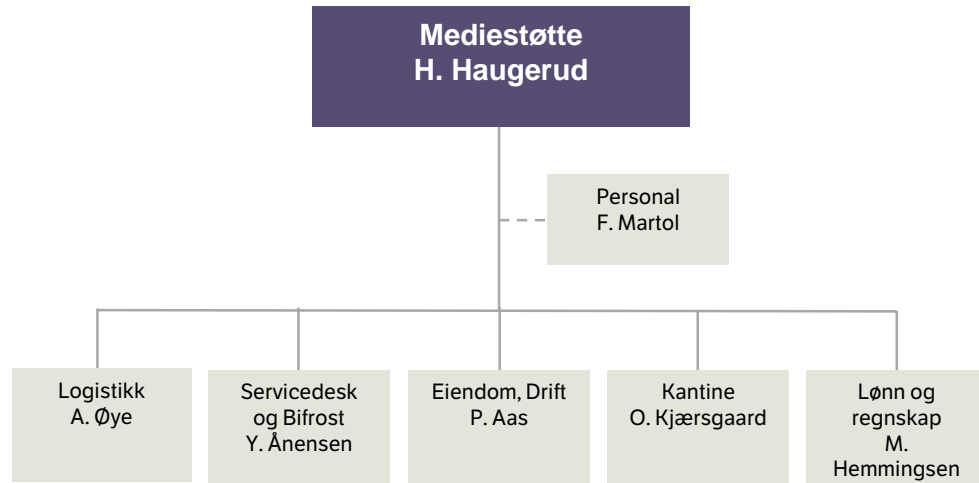 Mediestøtte
H. Haugerud
Personal
F. Martol
Logistikk
A. Øye
Servicedesk
og Bifrost
Y. Ånensen
Eiendom, Drift
P. Aas
Kantine
O. Kjærsgaard
Lønn og
regnskap
M.
Hemmingsen